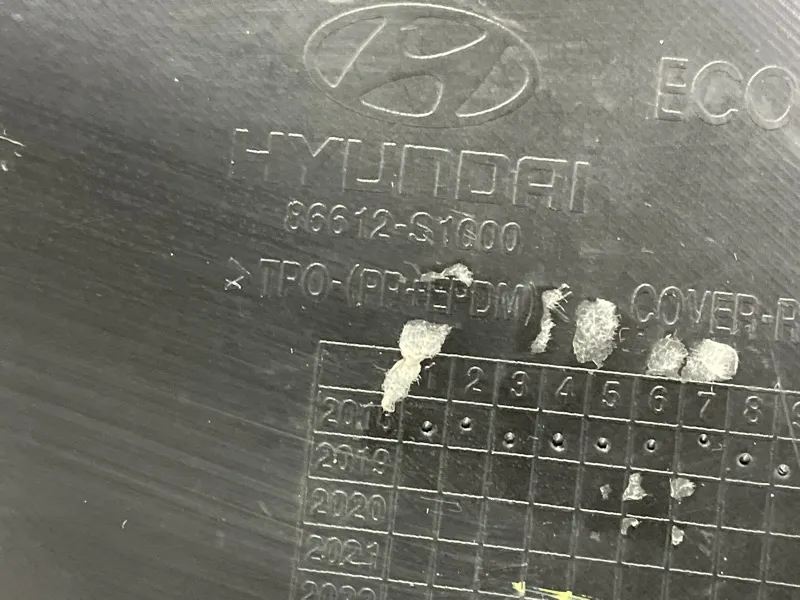 ECO
HYUNDAI
86612-S1000
>TPO-(PP+EPDM)< COVER-R
1 2 3 4 5 6 7 8 9
2018
2019
2020
2021